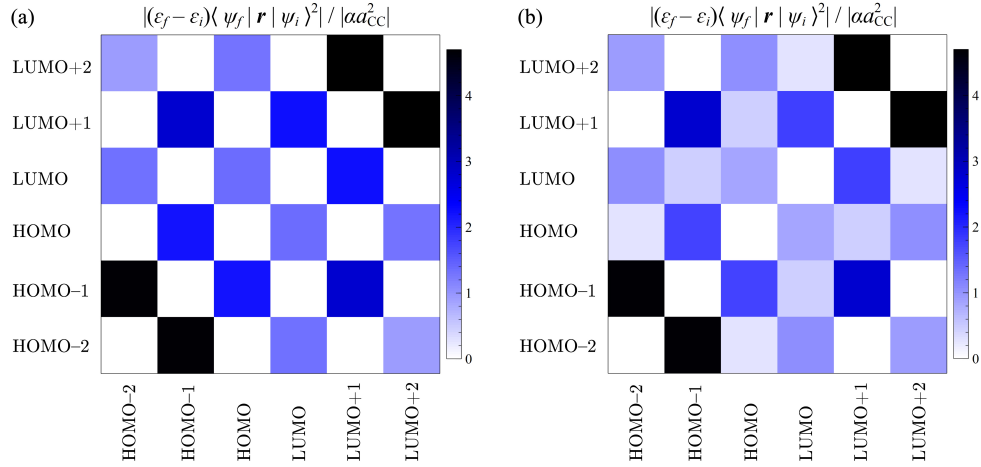 (a) |(εf − εi)⟨ ψf | r | ψi ⟩²| / |αa²CC|
LUMO+2
LUMO+1
LUMO
HOMO
HOMO–1
HOMO–2
HOMO–2 HOMO–1 HOMO LUMO LUMO+1 LUMO+2
4
3
2
1
0
(b) |(εf − εi)⟨ ψf | r | ψi ⟩²| / |αa²CC|
LUMO+2
LUMO+1
LUMO
HOMO
HOMO–1
HOMO–2
HOMO–2 HOMO–1 HOMO LUMO LUMO+1 LUMO+2
4
3
2
1
0